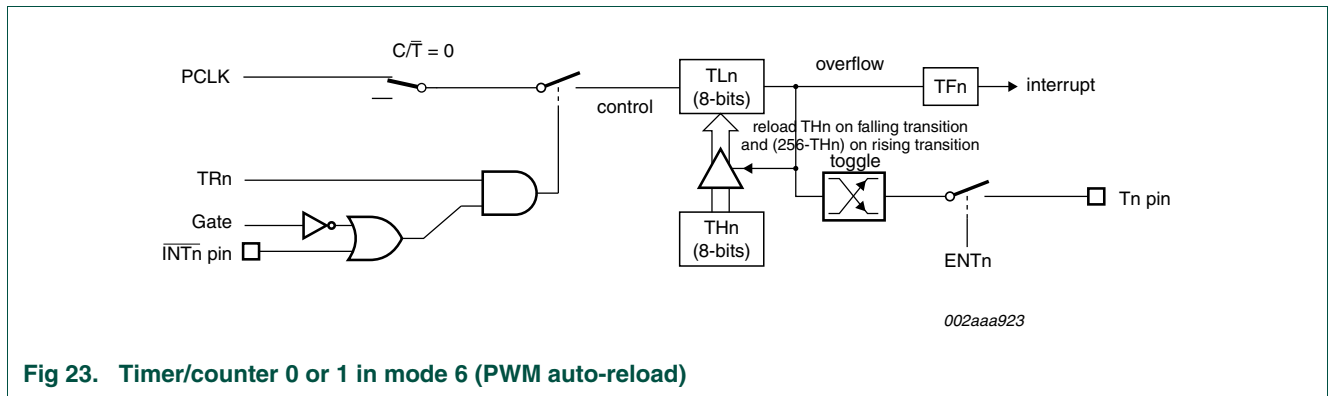 C/T̅ = 0
PCLK
control
TLn
(8-bits)
overflow
TFn
interrupt
reload THn on falling transition
and (256-THn) on rising transition
toggle
TRn
Gate
I̅N̅T̅n̅ pin
THn
(8-bits)
Tn pin
ENTn
002aaa923
Fig 23. Timer/counter 0 or 1 in mode 6 (PWM auto-reload)